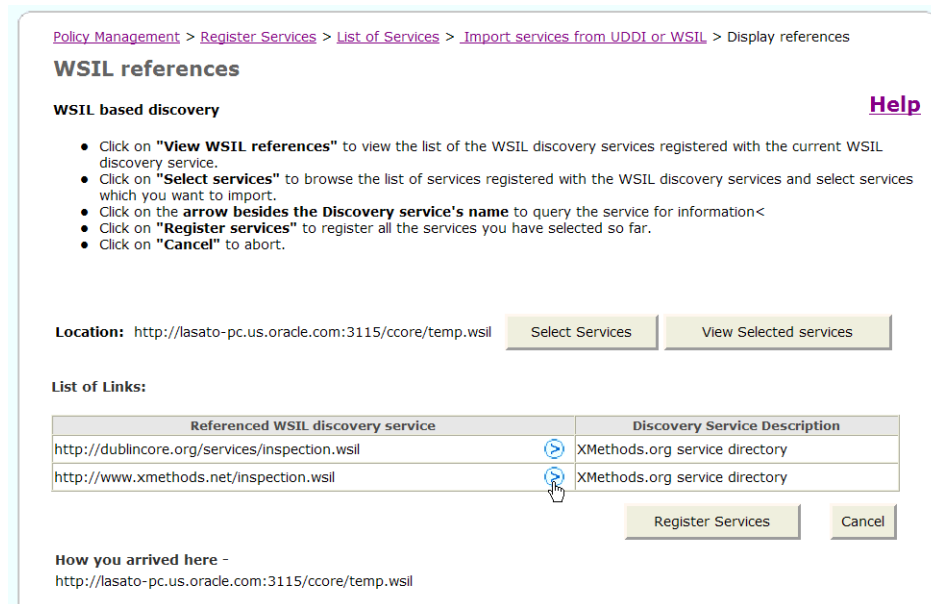 Policy Management > Register Services > List of Services > Import services from UDDI or WSIL > Display references
WSIL references
WSIL based discovery
Help
● Click on "View WSIL references" to view the list of the WSIL discovery services registered with the current WSIL
discovery service.
● Click on "Select services" to browse the list of services registered with the WSIL discovery services and select services
which you want to import.
● Click on the arrow besides the Discovery service's name to query the service for information<
● Click on "Register services" to register all the services you have selected so far.
● Click on "Cancel" to abort.
Location: http://lasato-pc.us.oracle.com:3115/ccore/temp.wsil Select Services View Selected services
List of Links:
Referenced WSIL discovery service Discovery Service Description
http://dublincore.org/services/inspection.wsil XMethods.org service directory
http://www.xmethods.net/inspection.wsil XMethods.org service directory
Register Services Cancel
How you arrived here -
http://lasato-pc.us.oracle.com:3115/ccore/temp.wsil